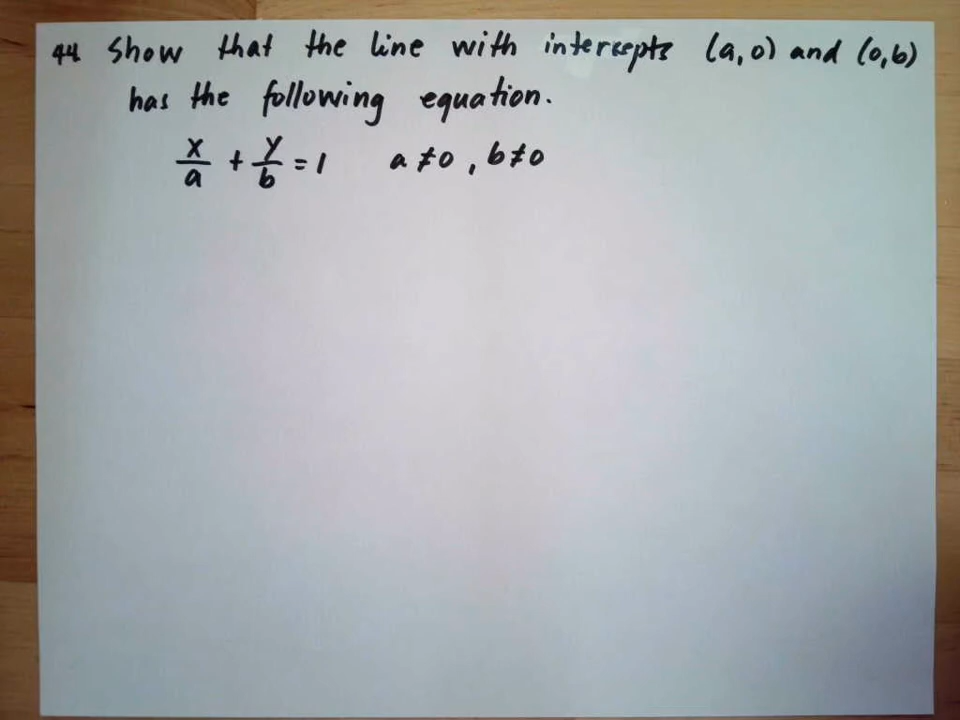 44 Show that the line with intercepts (a,0) and (0,b)
has the following equation.
x/a + y/b = 1 a ≠ 0, b ≠ 0